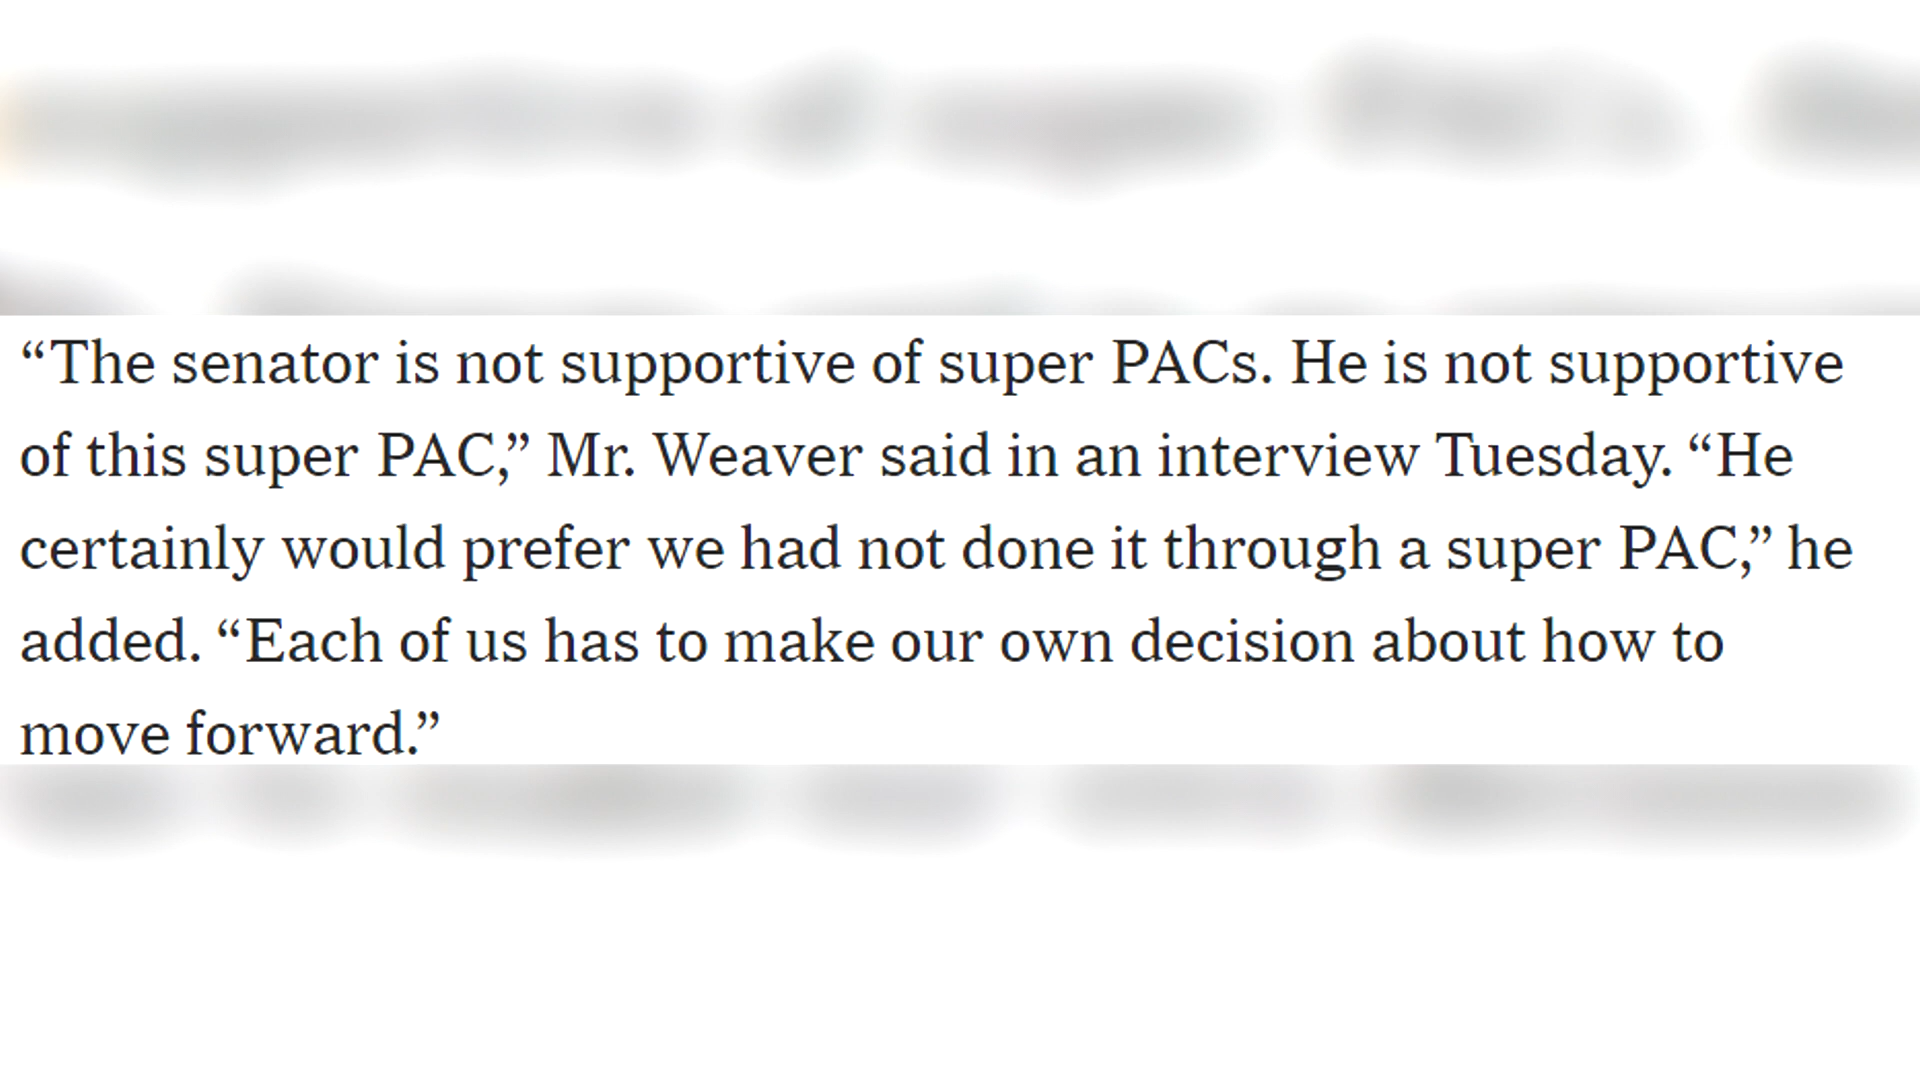 “The senator is not supportive of super PACs. He is not supportive
of this super PAC,” Mr. Weaver said in an interview Tuesday. “He
certainly would prefer we had not done it through a super PAC,” he
added. “Each of us has to make our own decision about how to
move forward.”